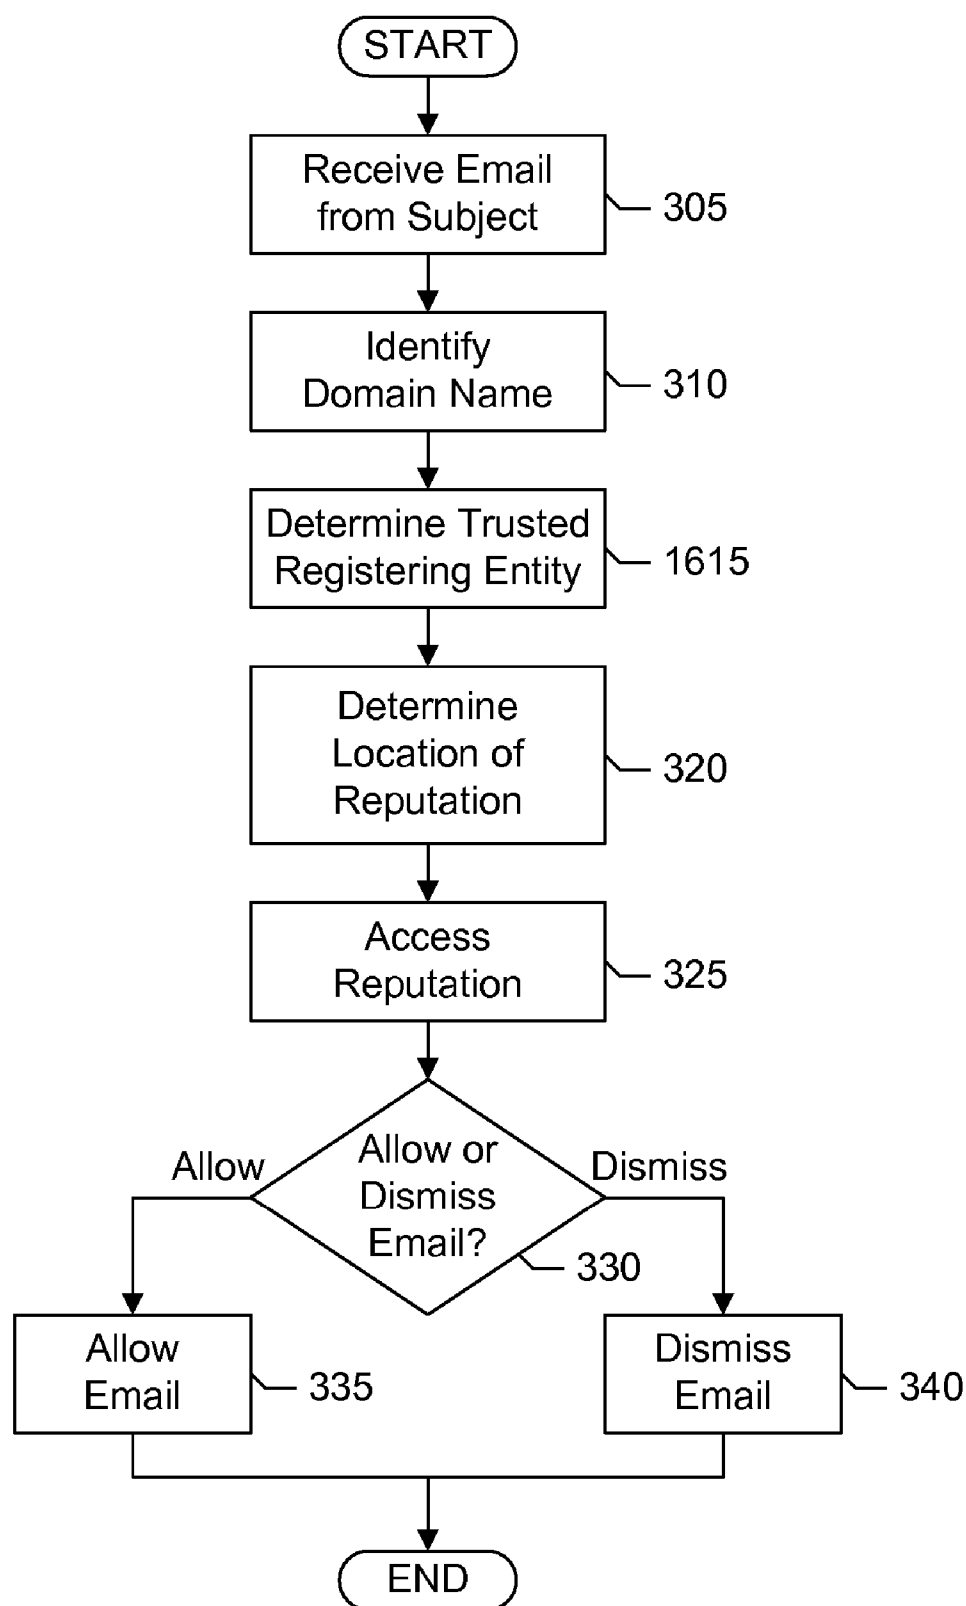 START
Receive Email
from Subject
305
Identify
Domain Name
310
Determine Trusted
Registering Entity
1615
Determine
Location of
Reputation
320
Access
Reputation
325
Allow or
Dismiss
Email?
Allow
Dismiss
330
Allow
Email
335
Dismiss
Email
340
END